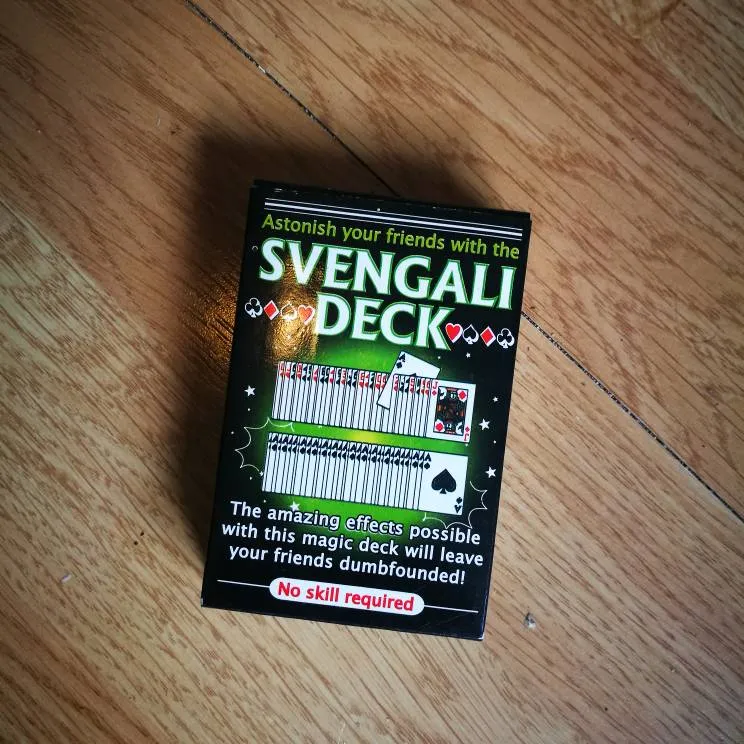 Astonish your friends with the
SVENGALI
DECK
The amazing effects possible
with this magic deck will leave
your friends dumbfounded!
No skill required